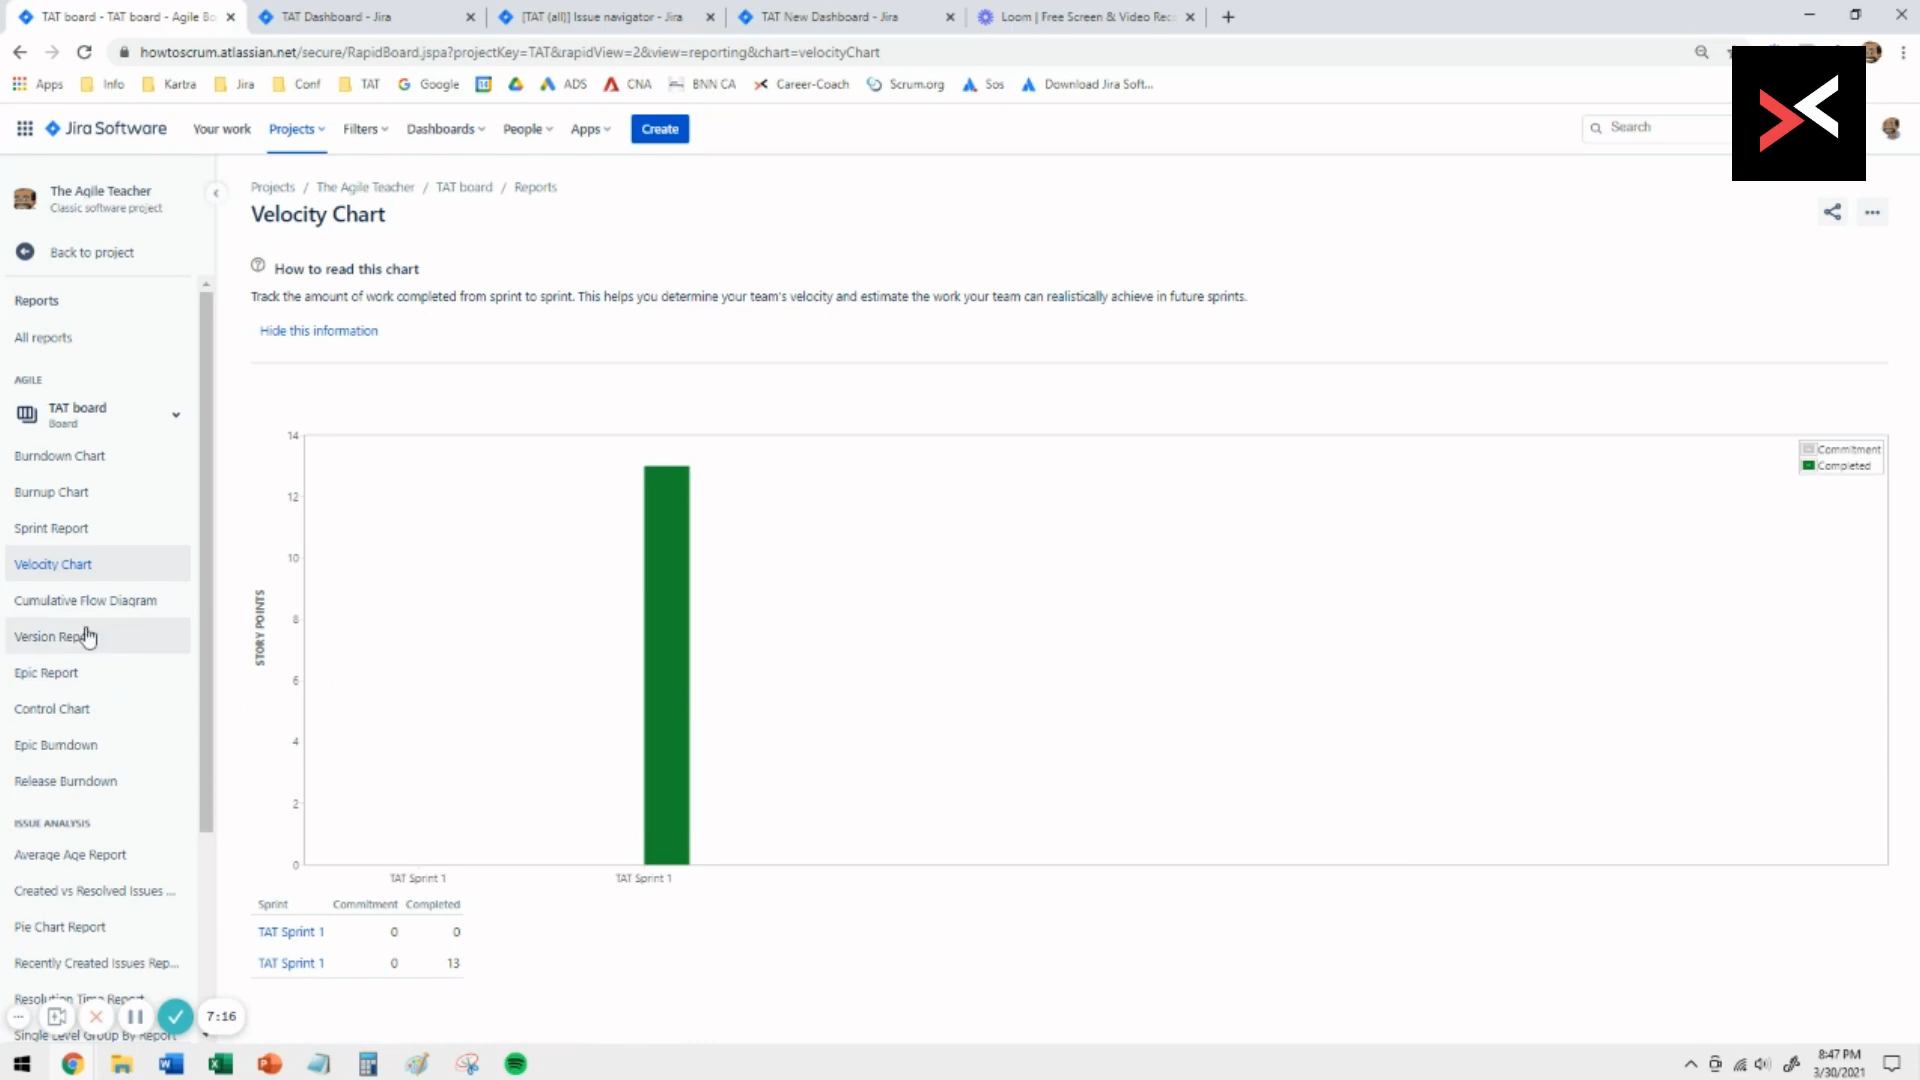 TAT board - TAT board - Agile Bo
TAT Dashboard - Jira
[TAT (all)] Issue navigator - Jira
TAT New Dashboard - Jira
Loom | Free Screen & Video Rec
howtoscrum.atlassian.net/secure/RapidBoard.jspa?projectKey=TAT&rapidView=2&view=reporting&chart=velocityChart
Apps
Info
Kartra
Jira
Conf
TAT
Google
ADS
CNA
BNN CA
Career-Coach
Scrum.org
Sos
Download Jira Soft...
Jira Software
Your work
Projects
Filters
Dashboards
People
Apps
Create
Search
The Agile Teacher
Classic software project
Back to project
Reports
All reports
AGILE
TAT board
Board
Burndown Chart
Burnup Chart
Sprint Report
Velocity Chart
Cumulative Flow Diagram
Version
Epic Report
Control Chart
Epic Burndown
Release Burndown
ISSUE ANALYSIS
Average Age Report
Created vs Resolved Issues ...
Pie Chart Report
Recently Created Issues Rep...
Resolution Time Report
Single Level Group By Report
7:16
Projects / The Agile Teacher / TAT board / Reports
Velocity Chart
How to read this chart
Track the amount of work completed from sprint to sprint. This helps you determine your team's velocity and estimate the work your team can realistically achieve in future sprints.
Hide this information
14
12
10
8
6
4
2
0
STORY POINTS
Commitment
Completed
TAT Sprint 1
TAT Sprint 1
Sprint Commitment Completed
TAT Sprint 1 0 0
TAT Sprint 1 0 13
8:47 PM
3/30/2021